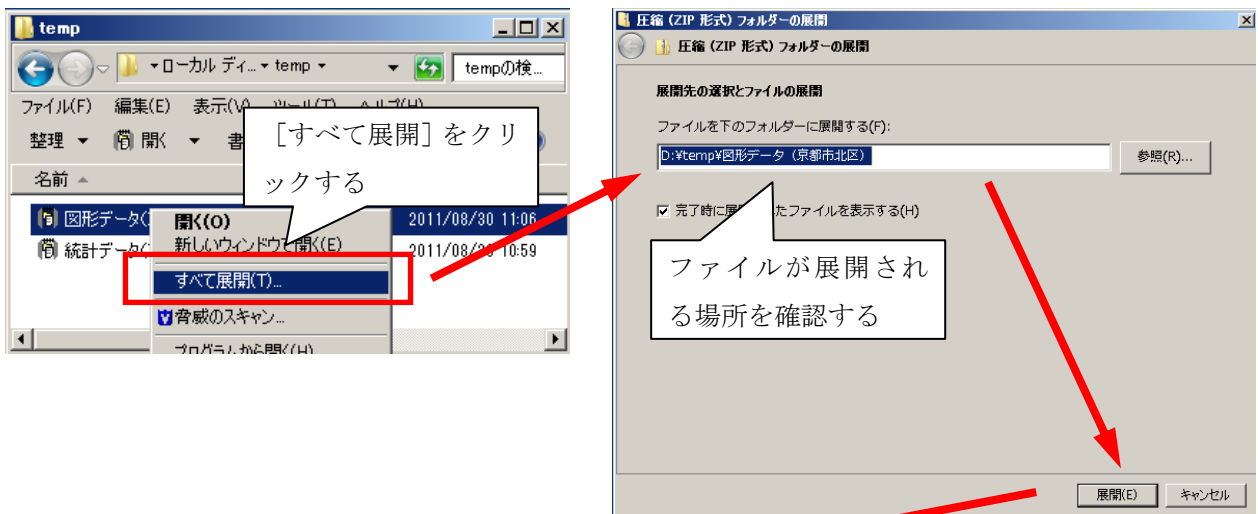 temp
ローカル ディ... temp
tempの検...
ファイル(F) 編集(E) 表示(V)
整理 開く 書
［すべて展開］をクリ
ックする
名前
図形データ(
2011/08/30 11:06
統計データ(
10:59
開く(O)
新しいウィンドウで開く(E)
すべて展開(T)...
脅威のスキャン...
プログラムから開く(H)
圧縮 (ZIP 形式) フォルダーの展開
圧縮 (ZIP 形式) フォルダーの展開
展開先の選択とファイルの展開
ファイルを下のフォルダーに展開する(F):
D:¥temp¥図形データ（京都市北区）
参照(R)...
完了時に展 たファイルを表示する(H)
ファイルが展開され
る場所を確認する
展開(E)
キャンセル